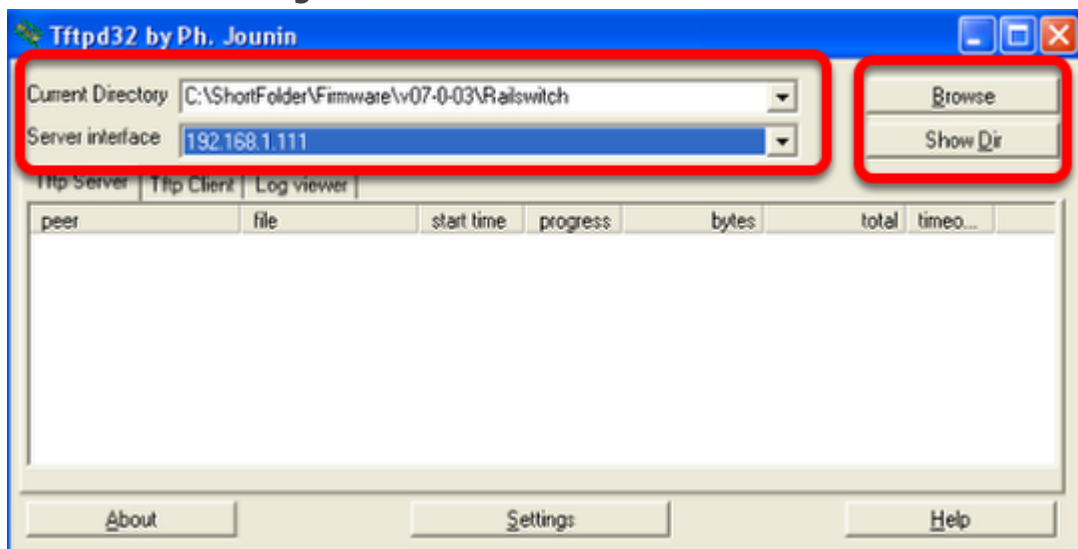 Tftpd32 by Ph. Jounin
Current Directory C:\ShortFolder\Firmware\v07-0-03\Railswitch Browse
Server interface 192.168.1.111 Show Dir
Tftp Server Tftp Client Log viewer
peer file start time progress bytes total timeo...
About Settings Help